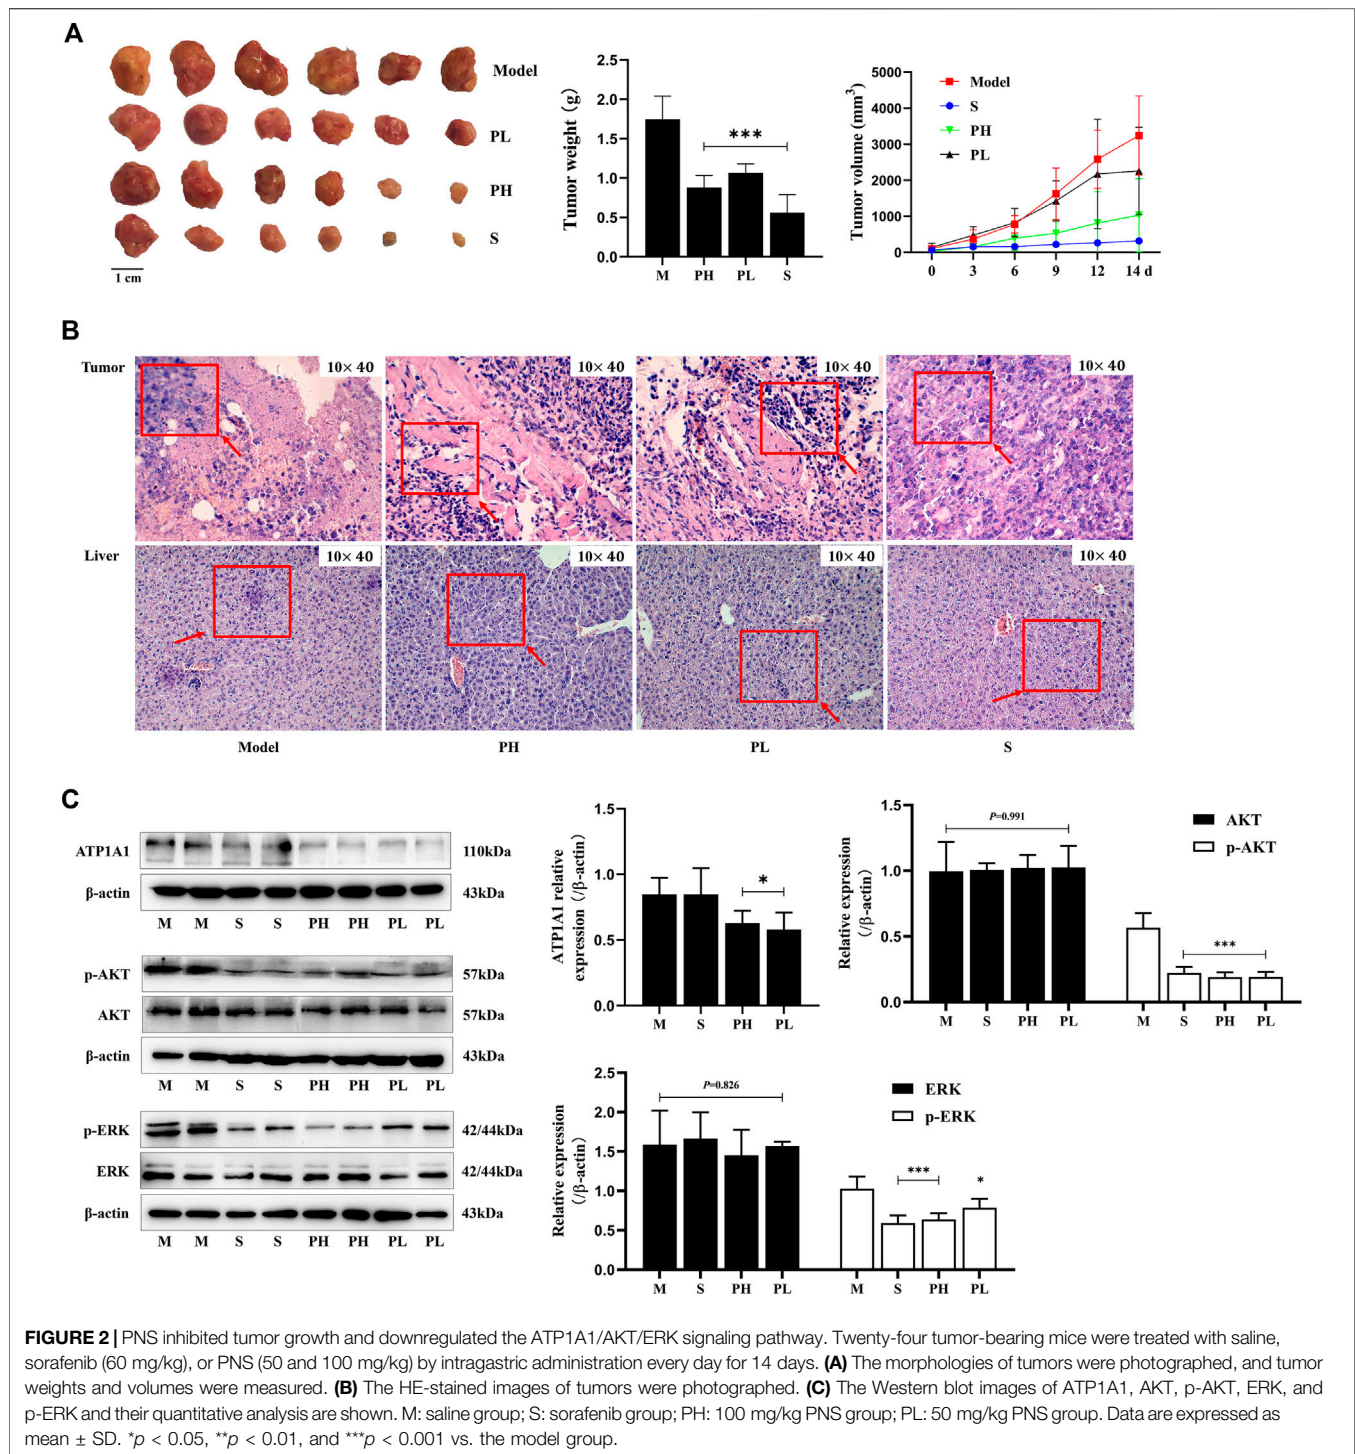 A
Model
PL
PH
S
1 cm
Tumor weight (g)
2.5
2.0
1.5
1.0
0.5
0.0
***
M PH PL S
Tumor volume (mm³)
5000
4000
3000
2000
1000
0
Model
S
PH
PL
0 3 6 9 12 14 d
B
Tumor
10× 40 10× 40 10× 40 10× 40
Liver
10× 40 10× 40 10× 40 10× 40
Model PH PL S
C
ATP1A1 110kDa
β-actin 43kDa
M M S S PH PH PL PL
p-AKT 57kDa
AKT 57kDa
β-actin 43kDa
M M S S PH PH PL PL
p-ERK 42/44kDa
ERK 42/44kDa
β-actin 43kDa
M M S S PH PH PL PL
ATP1A1 relative
expression (/β-actin)
1.5
1.0
0.5
0.0
*
M S PH PL
Relative expression
(/β-actin)
1.5
1.0
0.5
0.0
P=0.991
***
AKT
p-AKT
M S PH PL M S PH PL
Relative expression
(/β-actin)
2.5
2.0
1.5
1.0
0.5
0.0
P=0.826
*** *
ERK
p-ERK
M S PH PL M S PH PL
FIGURE 2 | PNS inhibited tumor growth and downregulated the ATP1A1/AKT/ERK signaling pathway. Twenty-four tumor-bearing mice were treated with saline,
sorafenib (60 mg/kg), or PNS (50 and 100 mg/kg) by intragastric administration every day for 14 days. (A) The morphologies of tumors were photographed, and tumor
weights and volumes were measured. (B) The HE-stained images of tumors were photographed. (C) The Western blot images of ATP1A1, AKT, p-AKT, ERK, and
p-ERK and their quantitative analysis are shown. M: saline group; S: sorafenib group; PH: 100 mg/kg PNS group; PL: 50 mg/kg PNS group. Data are expressed as
mean ± SD. *p < 0.05, **p < 0.01, and ***p < 0.001 vs. the model group.